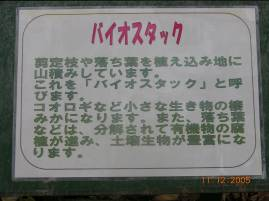 バイオスタック
剪定枝や落ち葉を植え込み地に
山積みしています。
これを「バイオスタック」と呼
びます。
コオロギなど小さな生き物の棲
みかになります。また、落ち葉
などは、分解されて有機物の腐
植が進み、土壌生物が豊富にな
ります。
11.12.2005